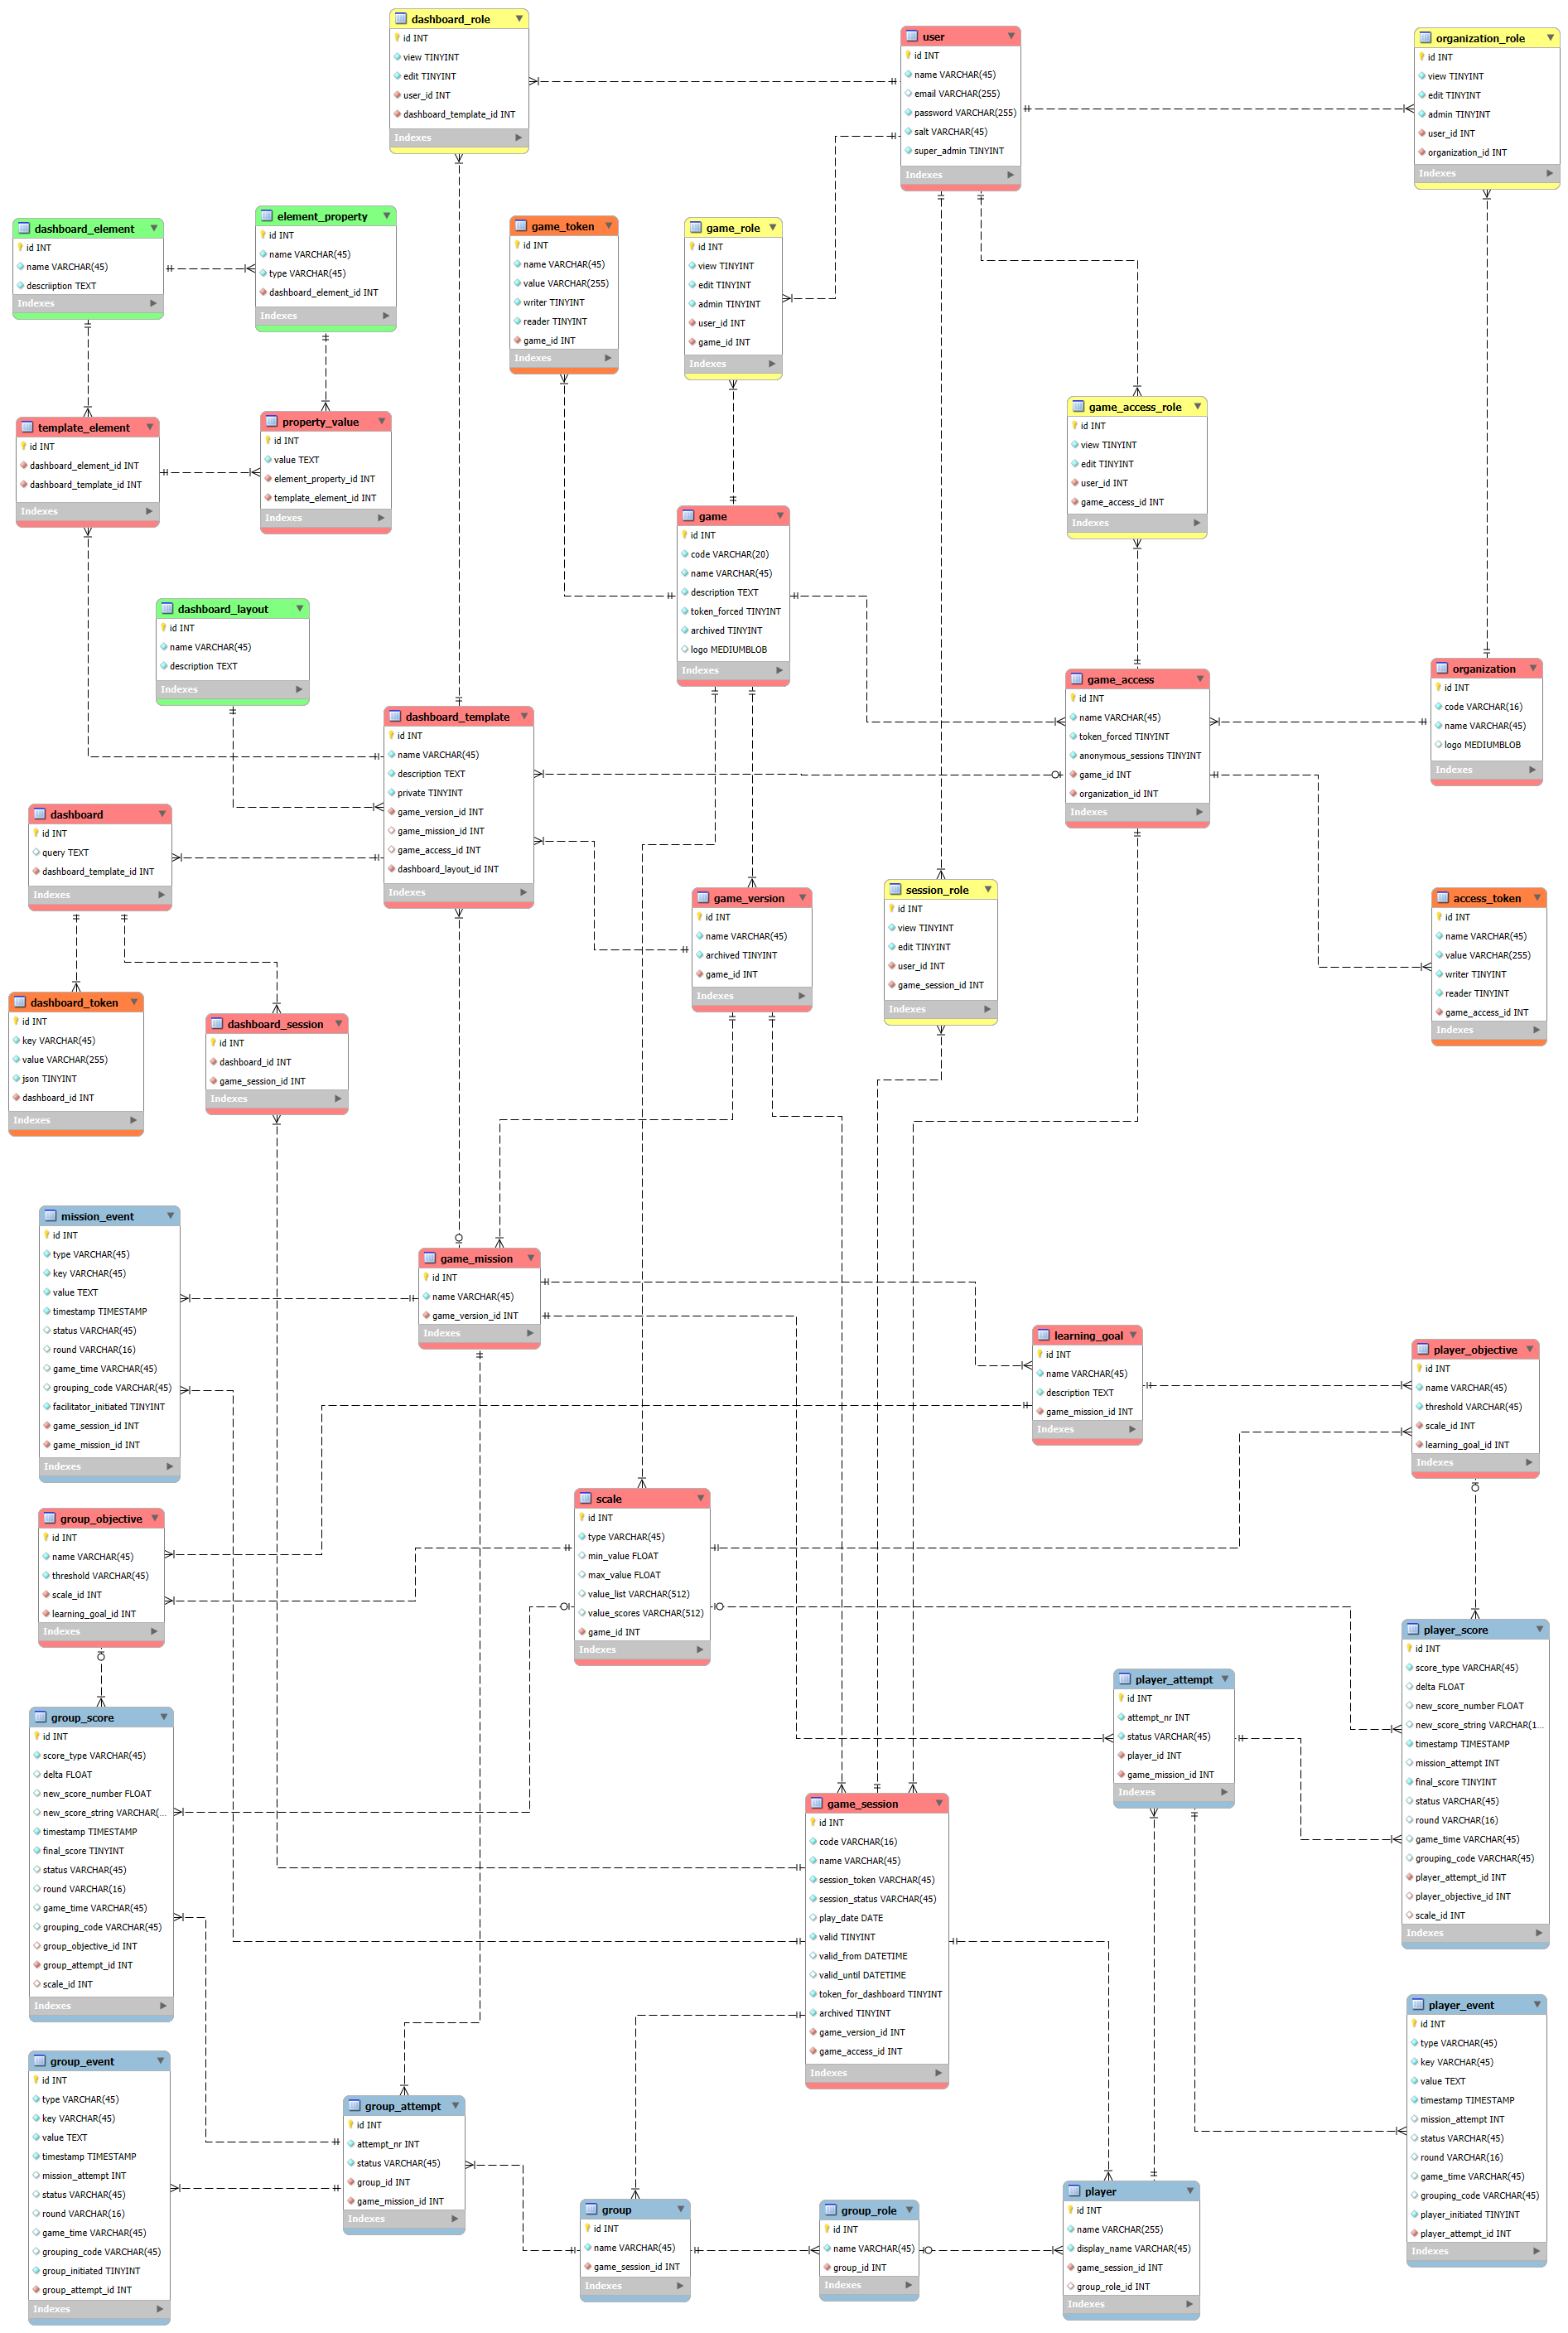 dashboard_role
id INT
view TINYINT
edit TINYINT
user_id INT
dashboard_template_id INT
Indexes
user
id INT
name VARCHAR(45)
email VARCHAR(255)
password VARCHAR(255)
salt VARCHAR(45)
super_admin TINYINT
Indexes
organization_role
id INT
view TINYINT
edit TINYINT
admin TINYINT
user_id INT
organization_id INT
Indexes
dashboard_element
id INT
name VARCHAR(45)
descriiption TEXT
Indexes
element_property
id INT
name VARCHAR(45)
type VARCHAR(45)
dashboard_element_id INT
Indexes
game_token
id INT
name VARCHAR(45)
value VARCHAR(255)
writer TINYINT
reader TINYINT
game_id INT
Indexes
game_role
id INT
view TINYINT
edit TINYINT
admin TINYINT
user_id INT
game_id INT
Indexes
game_access_role
id INT
view TINYINT
edit TINYINT
user_id INT
game_access_id INT
Indexes
template_element
id INT
dashboard_element_id INT
dashboard_template_id INT
Indexes
property_value
id INT
value TEXT
element_property_id INT
template_element_id INT
Indexes
game
id INT
code VARCHAR(20)
name VARCHAR(45)
description TEXT
token_forced TINYINT
archived TINYINT
logo MEDIUMBLOB
Indexes
dashboard_layout
id INT
name VARCHAR(45)
description TEXT
Indexes
game_access
id INT
name VARCHAR(45)
token_forced TINYINT
anonymous_sessions TINYINT
game_id INT
organization_id INT
Indexes
organization
id INT
code VARCHAR(16)
name VARCHAR(45)
logo MEDIUMBLOB
Indexes
dashboard_template
id INT
name VARCHAR(45)
description TEXT
private TINYINT
game_version_id INT
game_mission_id INT
game_access_id INT
dashboard_layout_id INT
Indexes
dashboard
id INT
query TEXT
dashboard_template_id INT
Indexes
game_version
id INT
name VARCHAR(45)
archived TINYINT
game_id INT
Indexes
session_role
id INT
view TINYINT
edit TINYINT
user_id INT
game_session_id INT
Indexes
access_token
id INT
name VARCHAR(45)
value VARCHAR(255)
writer TINYINT
reader TINYINT
game_access_id INT
Indexes
dashboard_token
id INT
key VARCHAR(45)
value VARCHAR(255)
json TINYINT
dashboard_id INT
Indexes
dashboard_session
id INT
dashboard_id INT
game_session_id INT
Indexes
mission_event
id INT
type VARCHAR(45)
key VARCHAR(45)
value TEXT
timestamp TIMESTAMP
status VARCHAR(45)
round VARCHAR(16)
game_time VARCHAR(45)
grouping_code VARCHAR(45)
facilitator_initiated TINYINT
game_session_id INT
game_mission_id INT
Indexes
game_mission
id INT
name VARCHAR(45)
game_version_id INT
Indexes
learning_goal
id INT
name VARCHAR(45)
description TEXT
game_mission_id INT
Indexes
player_objective
id INT
name VARCHAR(45)
threshold VARCHAR(45)
scale_id INT
learning_goal_id INT
Indexes
group_objective
id INT
name VARCHAR(45)
threshold VARCHAR(45)
scale_id INT
learning_goal_id INT
Indexes
scale
id INT
type VARCHAR(45)
min_value FLOAT
max_value FLOAT
value_list VARCHAR(512)
value_scores VARCHAR(512)
game_id INT
Indexes
player_score
id INT
score_type VARCHAR(45)
delta FLOAT
new_score_number FLOAT
new_score_string VARCHAR(1...
timestamp TIMESTAMP
mission_attempt INT
final_score TINYINT
status VARCHAR(45)
round VARCHAR(16)
game_time VARCHAR(45)
grouping_code VARCHAR(45)
player_attempt_id INT
player_objective_id INT
scale_id INT
Indexes
player_attempt
id INT
attempt_nr INT
status VARCHAR(45)
player_id INT
game_mission_id INT
Indexes
group_score
id INT
score_type VARCHAR(45)
delta FLOAT
new_score_number FLOAT
new_score_string VARCHAR(...
timestamp TIMESTAMP
final_score TINYINT
status VARCHAR(45)
round VARCHAR(16)
game_time VARCHAR(45)
grouping_code VARCHAR(45)
group_objective_id INT
group_attempt_id INT
scale_id INT
Indexes
game_session
id INT
code VARCHAR(16)
name VARCHAR(45)
session_token VARCHAR(45)
session_status VARCHAR(45)
play_date DATE
valid TINYINT
valid_from DATETIME
valid_until DATETIME
token_for_dashboard TINYINT
archived TINYINT
game_version_id INT
game_access_id INT
Indexes
player_event
id INT
type VARCHAR(45)
key VARCHAR(45)
value TEXT
timestamp TIMESTAMP
mission_attempt INT
status VARCHAR(45)
round VARCHAR(16)
game_time VARCHAR(45)
grouping_code VARCHAR(45)
player_initiated TINYINT
player_attempt_id INT
Indexes
group_event
id INT
type VARCHAR(45)
key VARCHAR(45)
value TEXT
timestamp TIMESTAMP
mission_attempt INT
status VARCHAR(45)
round VARCHAR(16)
game_time VARCHAR(45)
grouping_code VARCHAR(45)
group_initiated TINYINT
group_attempt_id INT
Indexes
group_attempt
id INT
attempt_nr INT
status VARCHAR(45)
group_id INT
game_mission_id INT
Indexes
group
id INT
name VARCHAR(45)
game_session_id INT
Indexes
group_role
id INT
name VARCHAR(45)
group_id INT
Indexes
player
id INT
name VARCHAR(255)
display_name VARCHAR(45)
game_session_id INT
group_role_id INT
Indexes